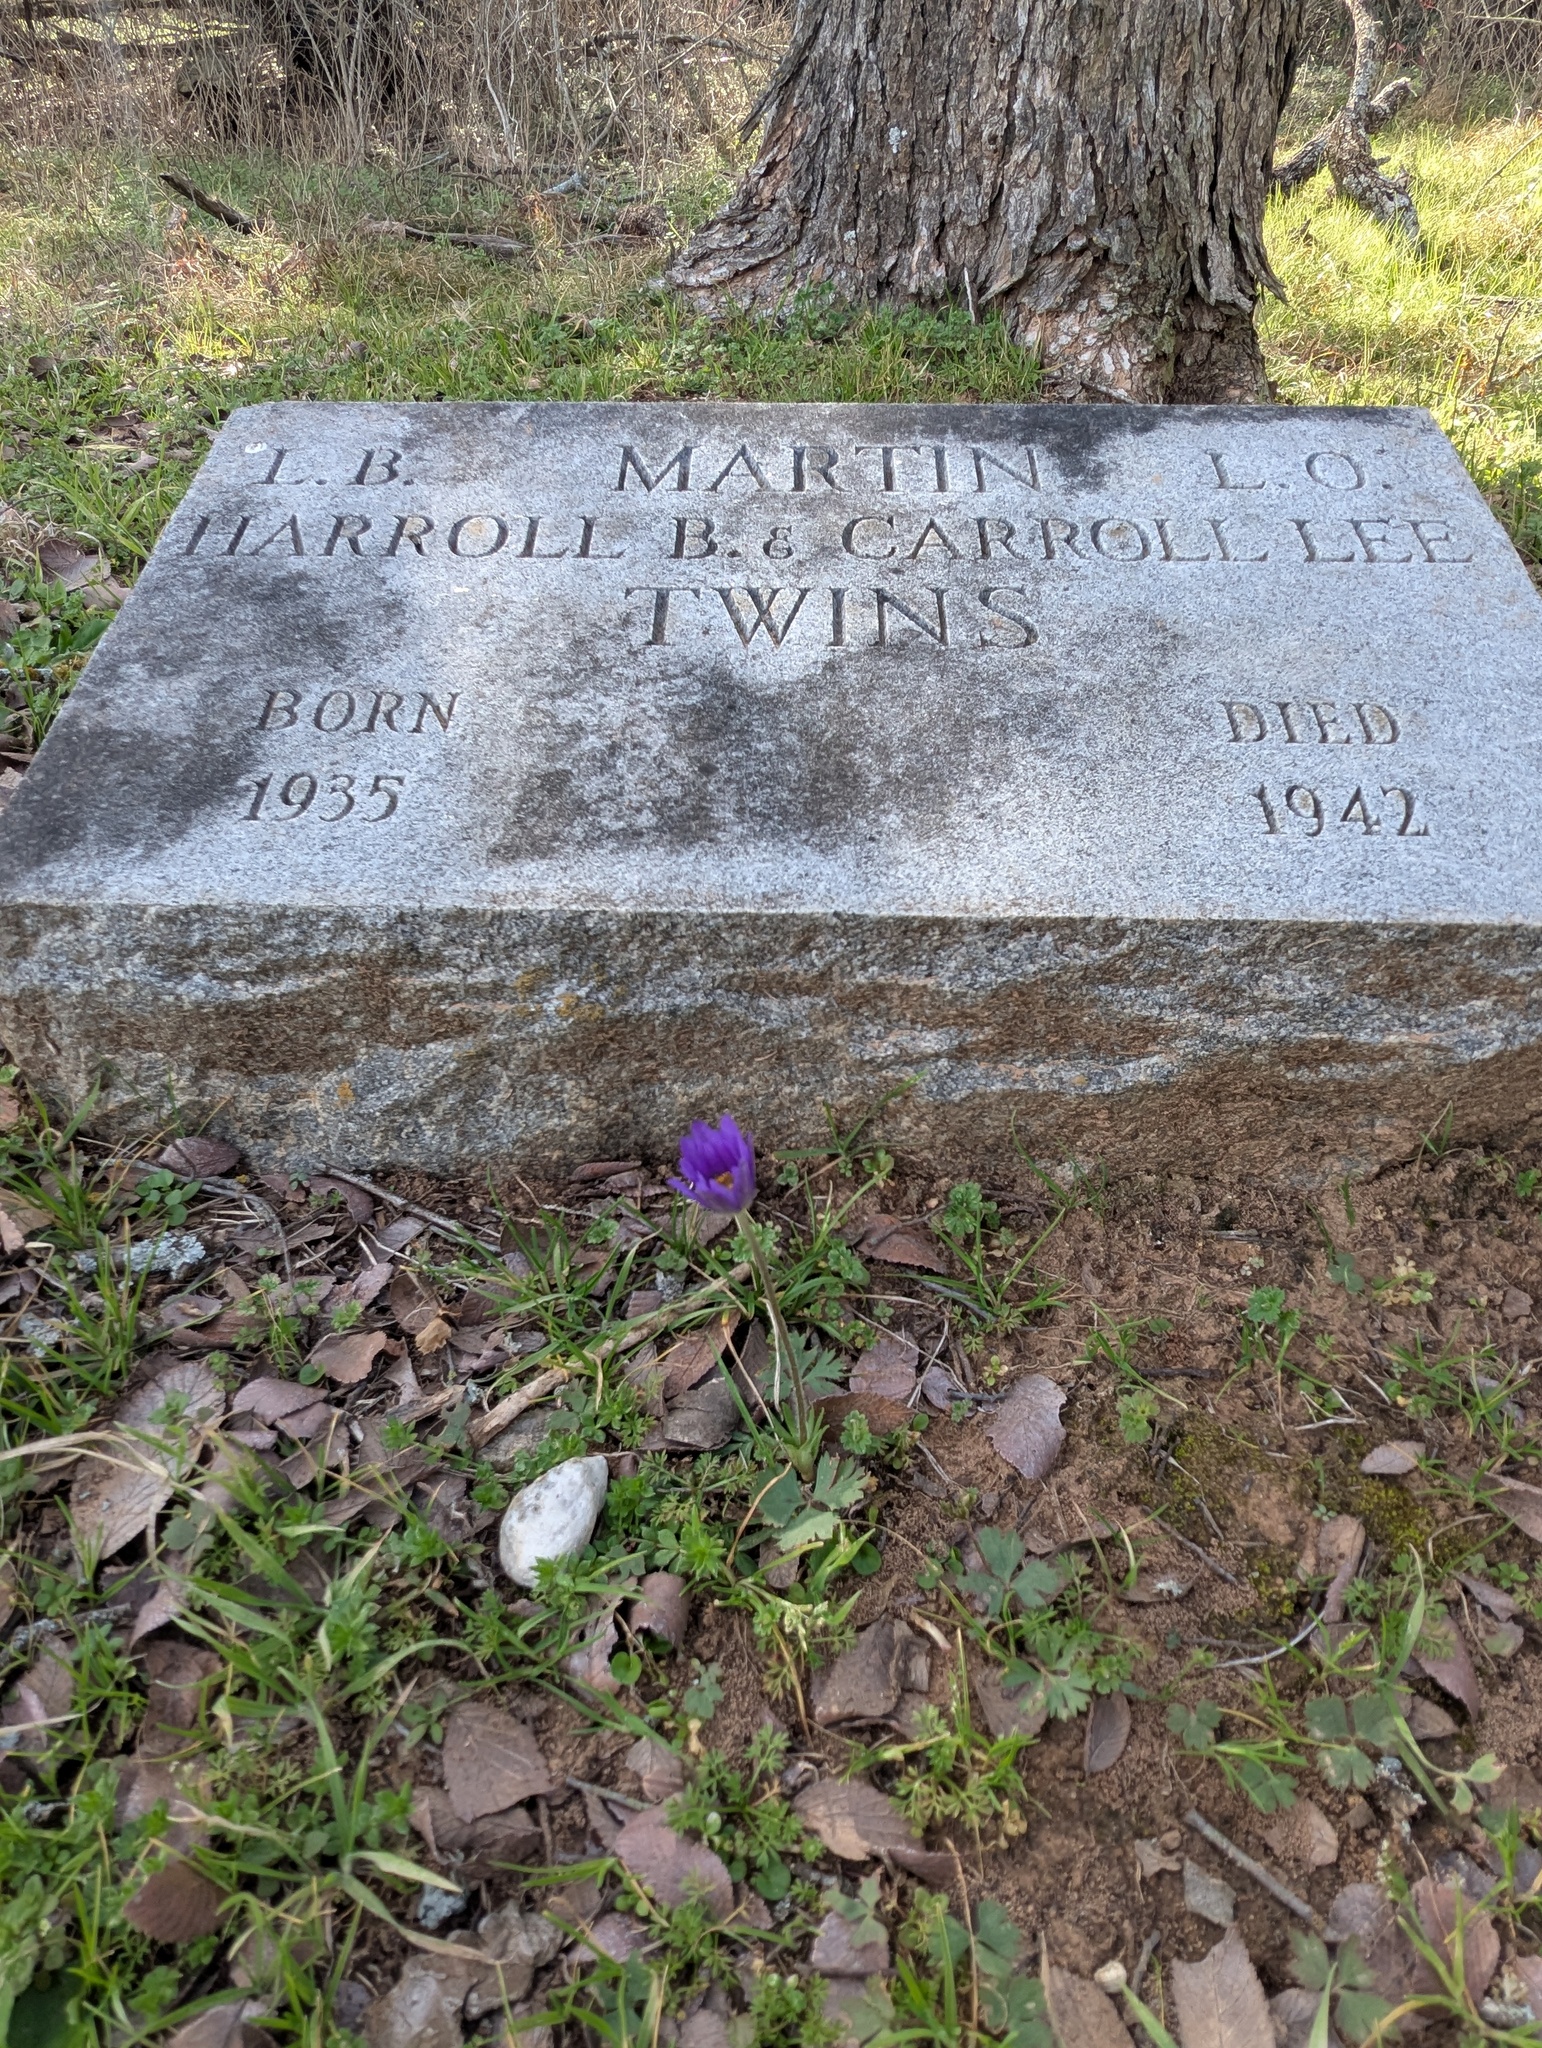 L. B. MARTIN L. O.
HARROLL B. & CARROLL LEE
TWINS
BORN DIED
1935 1942